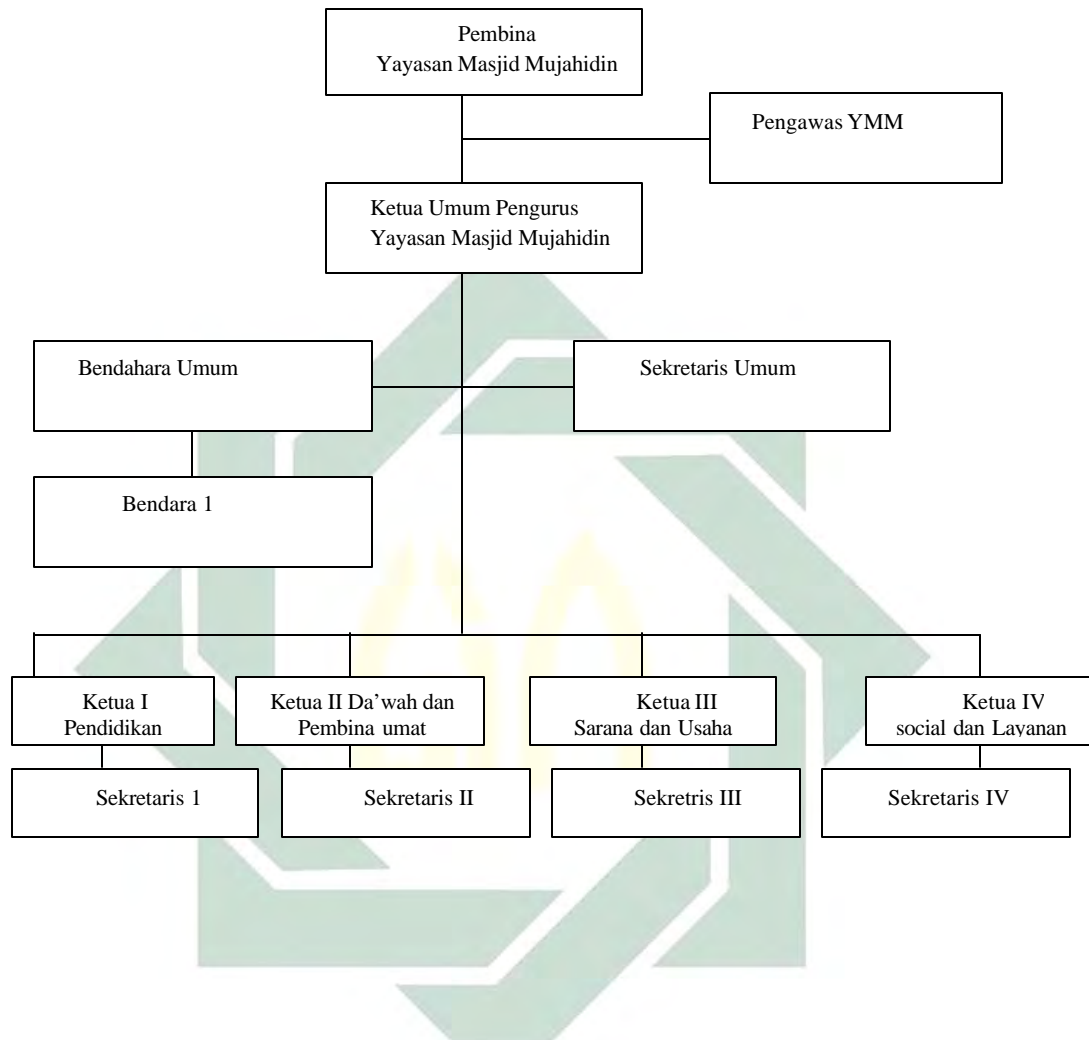 Pembina
Yayasan Masjid Mujahidin
Pengawas YMM
Ketua Umum Pengurus
Yayasan Masjid Mujahidin
Bendahara Umum
Sekretaris Umum
Bendara 1
Ketua I
Pendidikan
Ketua II Da’wah dan
Pembina umat
Ketua III
Sarana dan Usaha
Ketua IV
social dan Layanan
Sekretaris 1
Sekretaris II
Sekretris III
Sekretaris IV